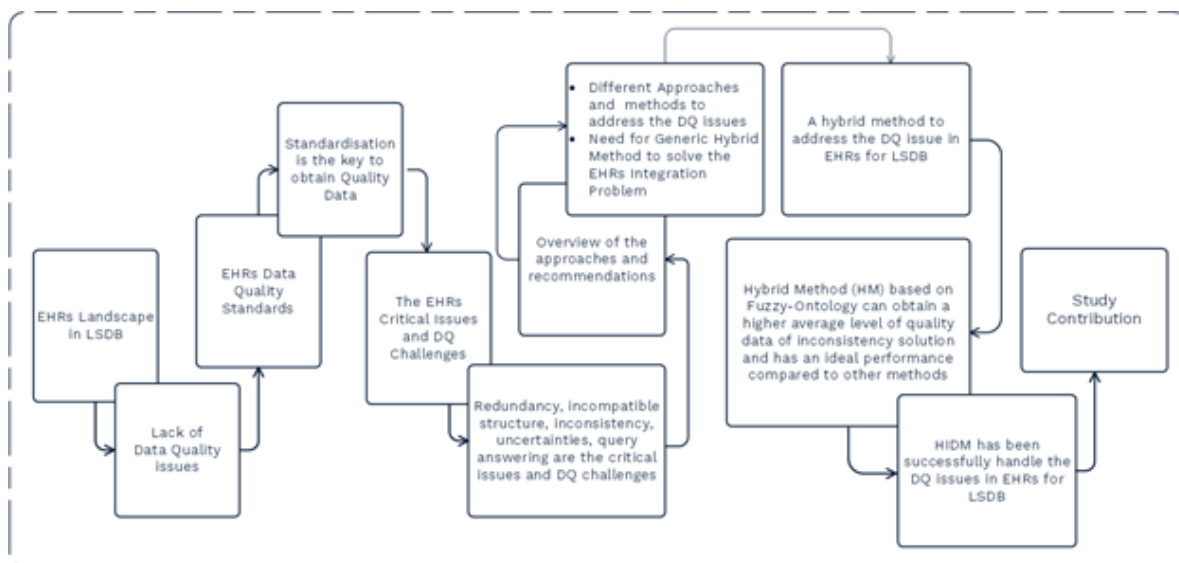 EHRs Landscape
in LSDB
Lack of
Data Quality
issues
EHRs Data
Quality
Standards
Standardisation
is the key to
obtain Quality
Data
The EHRs
Critical Issues
and DQ
Challenges
Redundancy, incompatible
structure, inconsistency,
uncertainties, query
answering are the critical
issues and DQ challenges
Overview of the
approaches and
recommendations
• Different Approaches
and methods to
address the DQ issues
• Need for Generic Hybrid
Method to solve the
EHRs Integration
Problem
A hybrid method to
address the DQ issue in
EHRs for LSDB
Hybrid Method (HM) based on
Fuzzy-Ontology can obtain a
higher average level of quality
data of inconsistency solution
and has an ideal performance
compared to other methods
HIDM has been
successfully handle the
DQ issues in EHRs for
LSDB
Study
Contribution